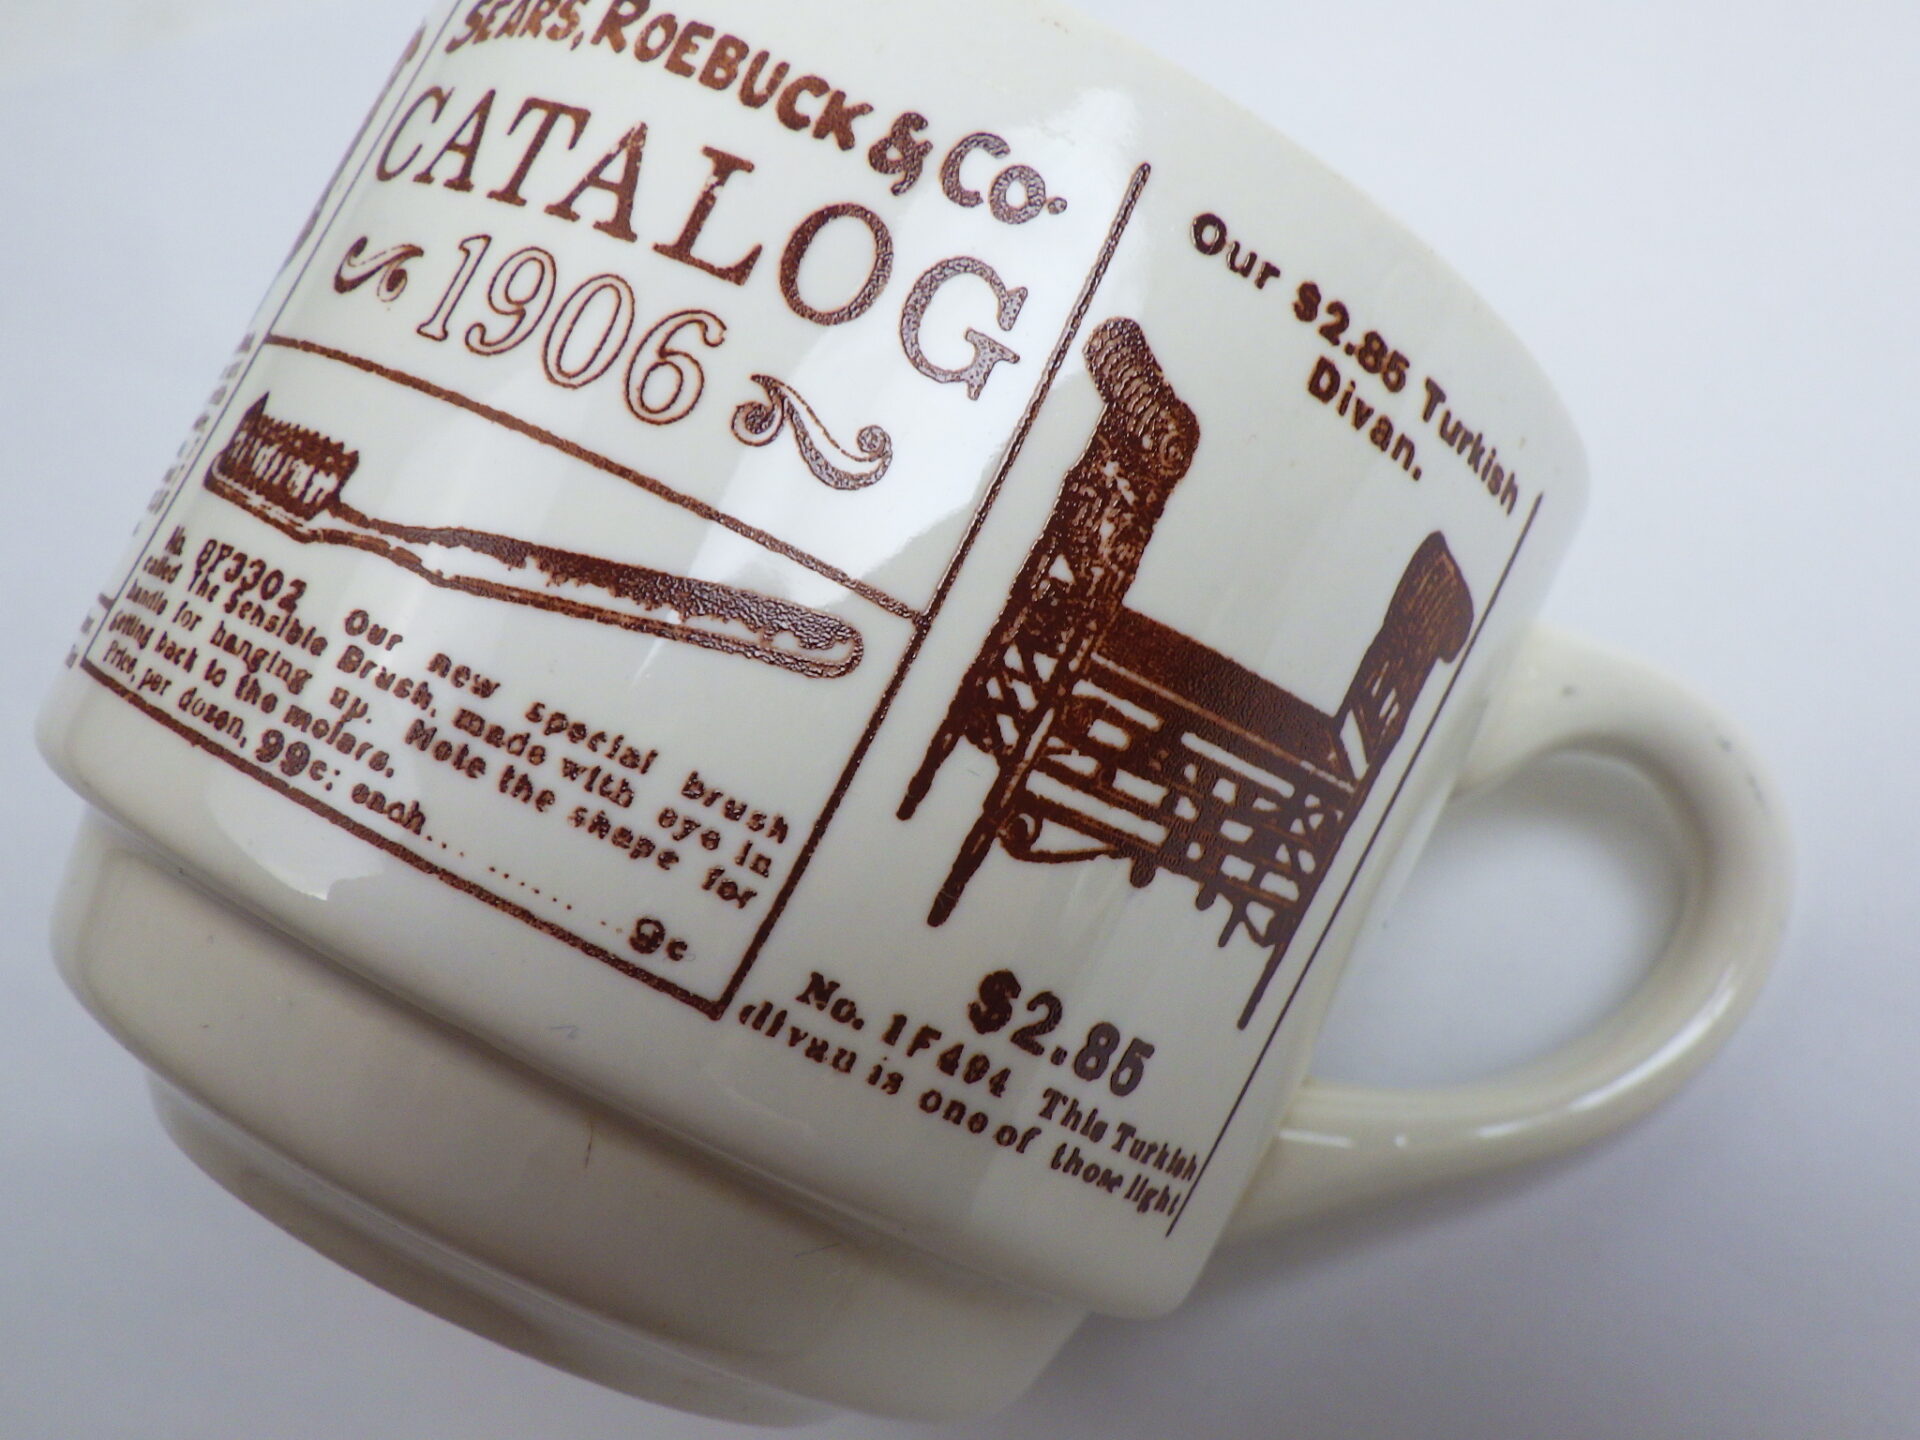 SEARS, ROEBUCK & CO.
CATALOG
1906
No. 8F3302 Our new special brush
called The Sensible Brush, made with eye in
handle for hanging up. Note the shape for
getting back to the molars.
Price, per dozen, 99c; each.... ....... ..9c
Our $2.85 Turkish
Divan.
$2.85
No. 1F494 This Turkish
divan is one of those light